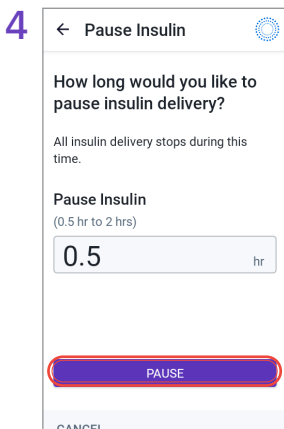 4
Pause Insulin
How long would you like to
pause insulin delivery?
All insulin delivery stops during this
time.
Pause Insulin
(0.5 hr to 2 hrs)
0.5 hr
PAUSE
CANCEL